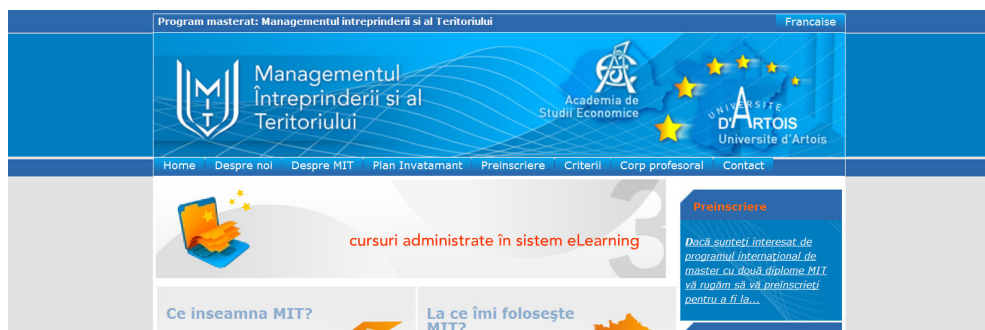 Program masterat: Managementul intreprinderii si al Teritoriului
Francaise
MIT
Managementul
Întreprinderii si al
Teritoriului
Academia de
Studii Economice
UNIVERSITE
D'ARTOIS
Universite d'Artois
Home Despre noi Despre MIT Plan Invatamant Preinscriere Criterii Corp profesoral Contact
3
cursuri administrate în sistem eLearning
Preinscriere
Dacă sunteţi interesat de
programul internaţional de
master cu două diplome MIT
vă rugăm să vă preînscrieţi
pentru a fi la...
Ce inseamna MIT?
La ce îmi foloseşte
MIT?